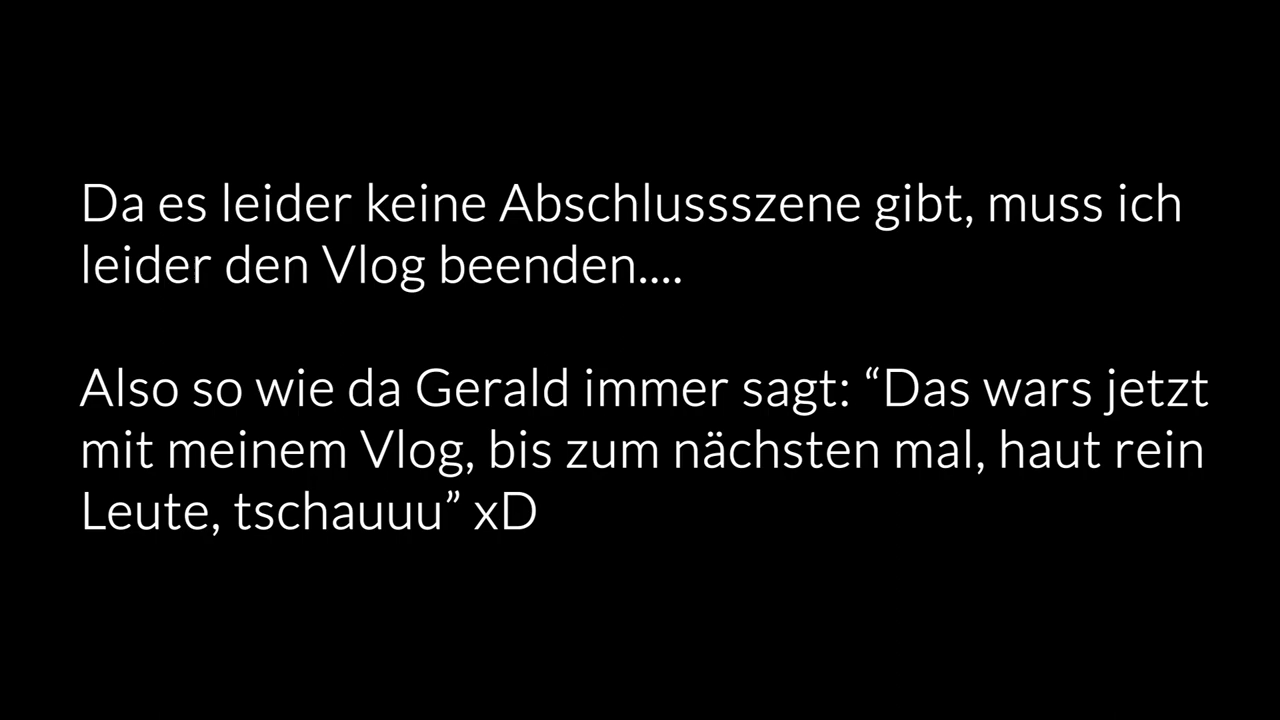 Da es leider keine Abschlussszene gibt, muss ich
leider den Vlog beenden....
Also so wie da Gerald immer sagt: “Das wars jetzt
mit meinem Vlog, bis zum nächsten mal, haut rein
Leute, tschauuu” xD